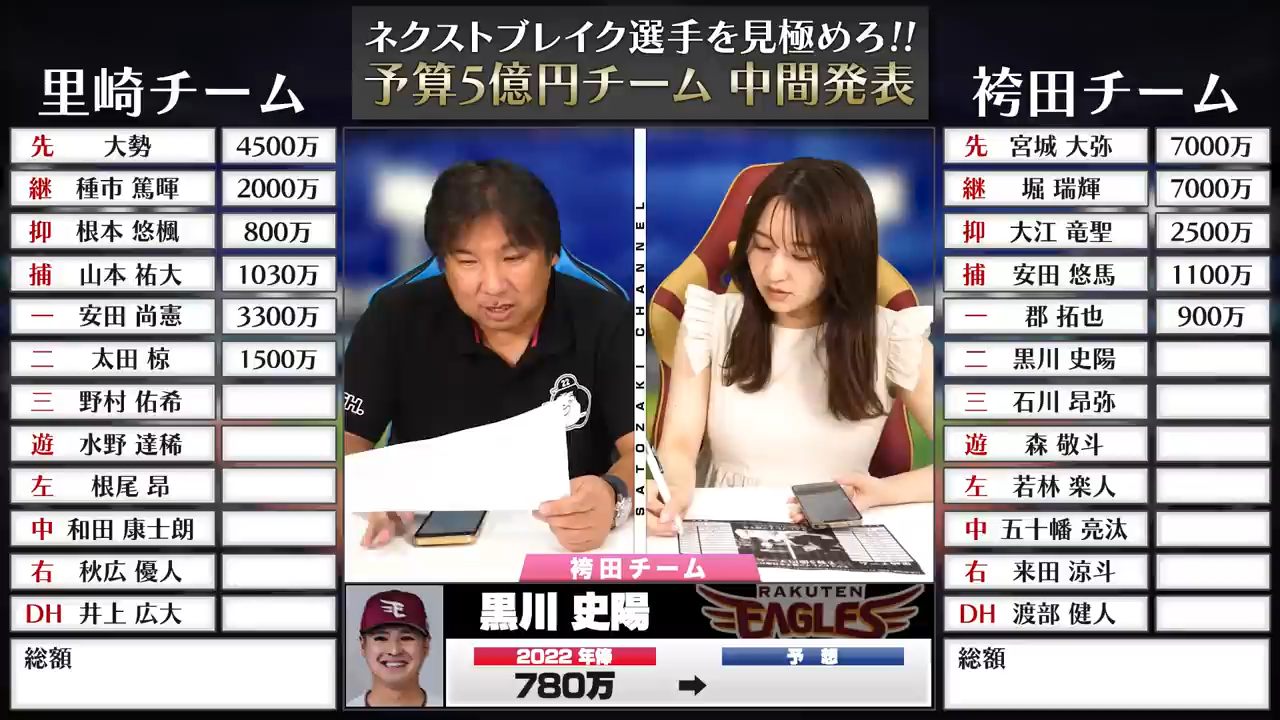 ネクストブレイク選手を見極めろ!!
予算5億円チーム 中間発表
里崎チーム
先 大勢 4500万
継 種市 篤暉 2000万
抑 根本 悠楓 800万
捕 山本 祐大 1030万
一 安田 尚憲 3300万
二 太田 椋 1500万
三 野村 佑希
遊 水野 達稀
左 根尾 昂
中 和田 康士朗
右 秋広 優人
DH 井上 広大
総額
袴田チーム
先 宮城 大弥 7000万
継 堀 瑞輝 7000万
抑 大江 竜聖 2500万
捕 安田 悠馬 1100万
一 郡 拓也 900万
二 黒川 史陽
三 石川 昂弥
遊 森 敬斗
左 若林 楽人
中 五十幡 亮汰
右 来田 涼斗
DH 渡部 健人
総額
SATOZAKI CHANNEL
22
CH.
袴田チーム
黒川 史陽
RAKUTEN
EAGLES
2022 年俸
予 想
780万 ➡